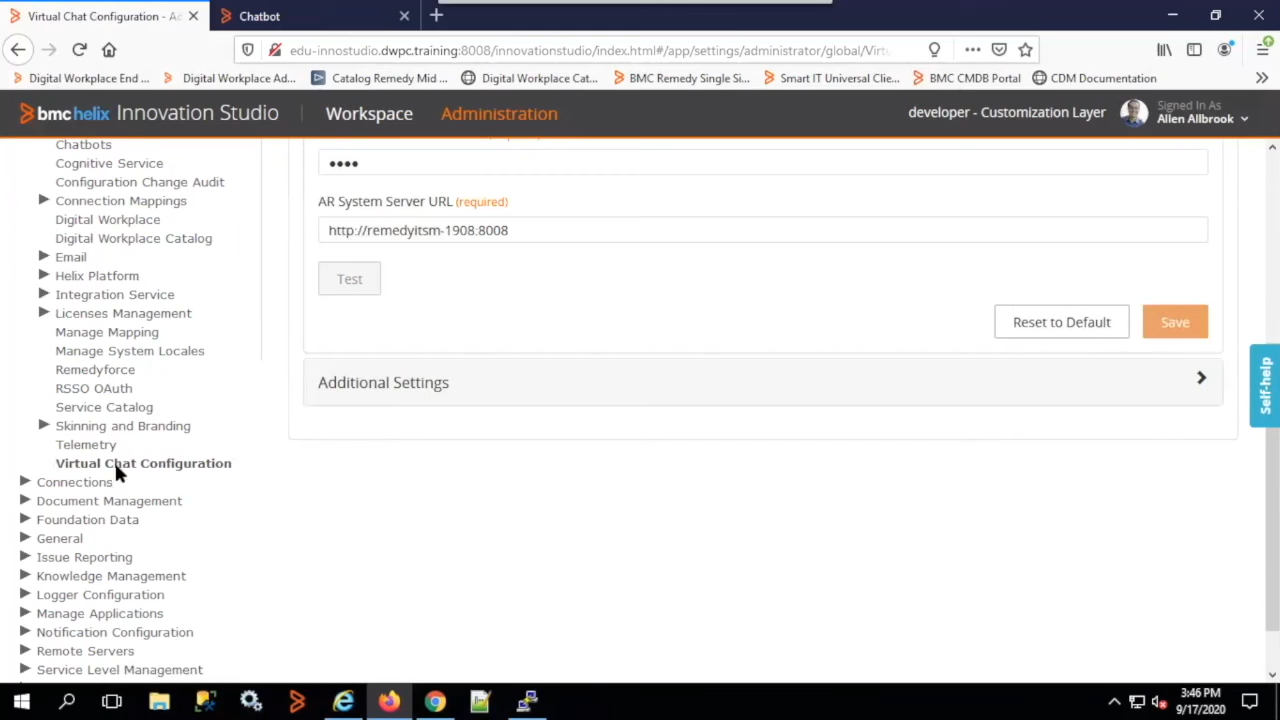 Virtual Chat Configuration - Ac
Chatbot
edu-innostudio.dwpc.training:8008/innovationstudio/index.html#/app/settings/administrator/global/Virt
Digital Workplace End ...
Digital Workplace Ad...
Catalog Remedy Mid ...
Digital Workplace Cat...
BMC Remedy Single Si...
Smart IT Universal Clie...
BMC CMDB Portal
CDM Documentation
bmchelix Innovation Studio
Workspace
Administration
developer - Customization Layer
Signed In As
Allen Allbrook
Chatbots
Cognitive Service
Configuration Change Audit
Connection Mappings
Digital Workplace
Digital Workplace Catalog
Email
Helix Platform
Integration Service
Licenses Management
Manage Mapping
Manage System Locales
Remedyforce
RSSO OAuth
Service Catalog
Skinning and Branding
Telemetry
Virtual Chat Configuration
Connections
Document Management
Foundation Data
General
Issue Reporting
Knowledge Management
Logger Configuration
Manage Applications
Notification Configuration
Remote Servers
Service Level Management
••••
AR System Server URL (required)
http://remedyitsm-1908:8008
Test
Reset to Default
Save
Additional Settings
Self-help
3:46 PM
9/17/2020